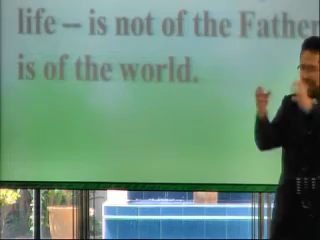 life -- is not of the Father
is of the world.